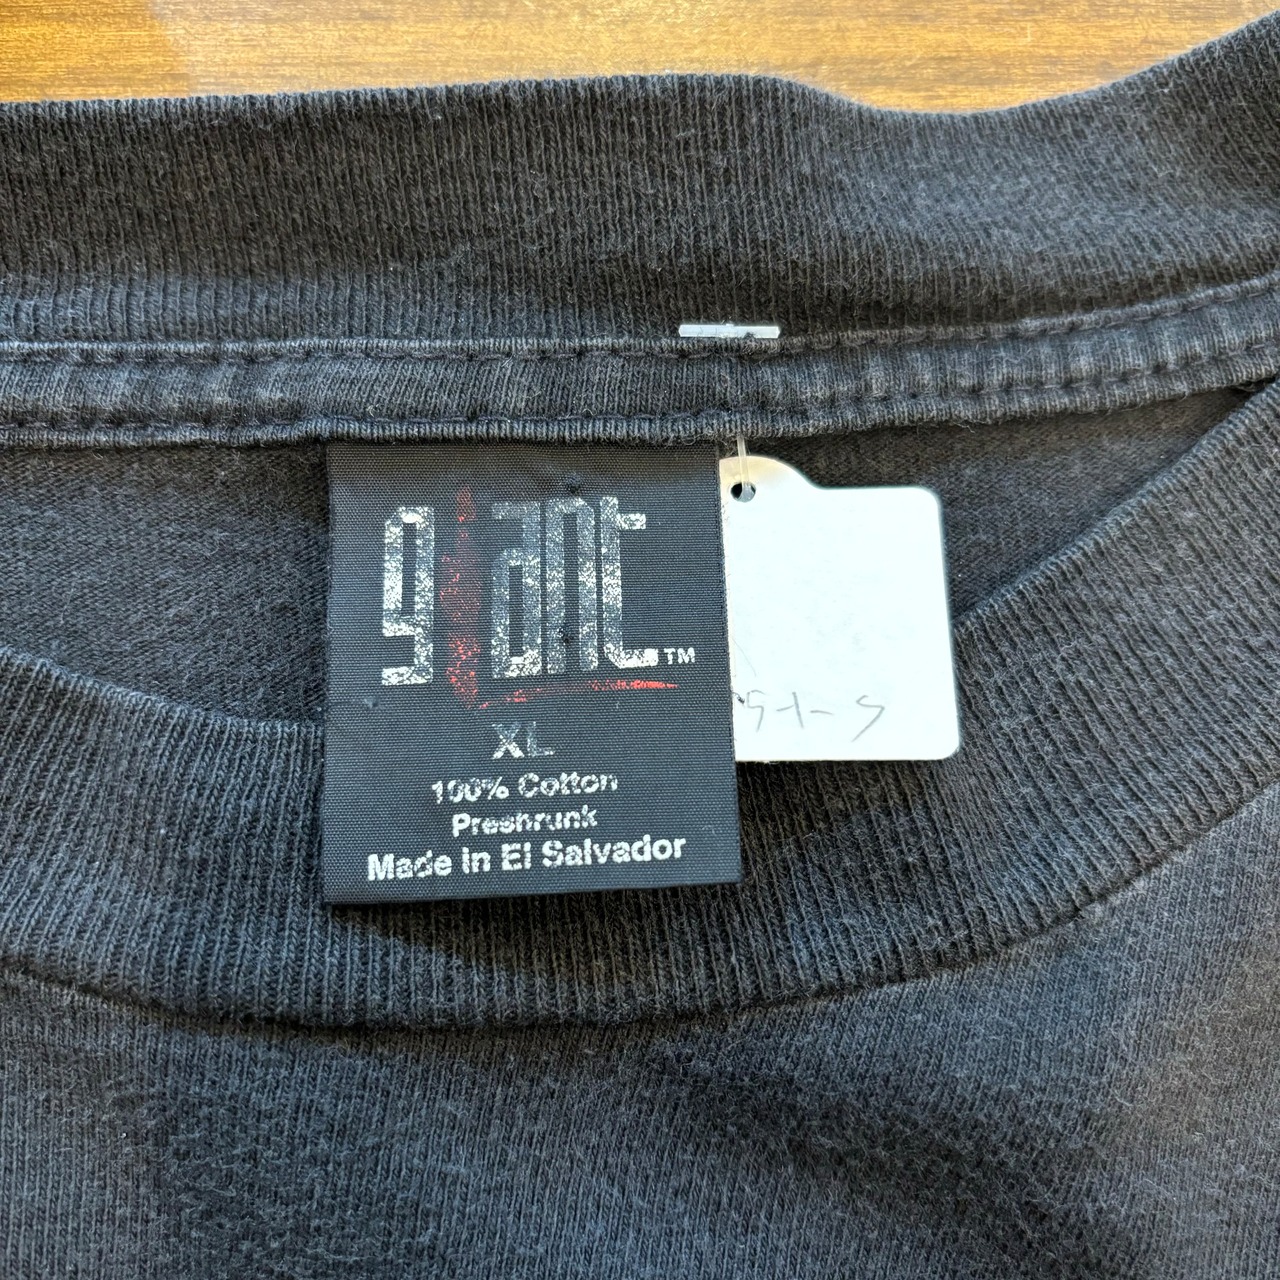 giant™
XL
100% Cotton
Preshrunk
Made in El Salvador